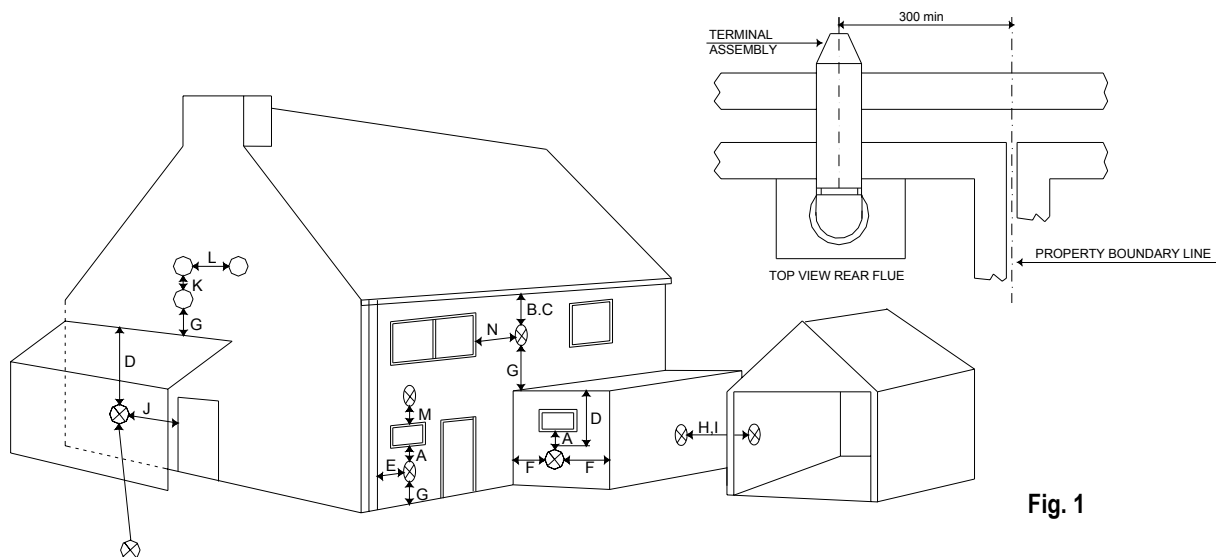 300 min
TERMINAL
ASSEMBLY
PROPERTY BOUNDARY LINE
TOP VIEW REAR FLUE
L
K
G
D
J
B.C
N
G
M
A
E
G
D
A
F
F
H,I
Fig. 1